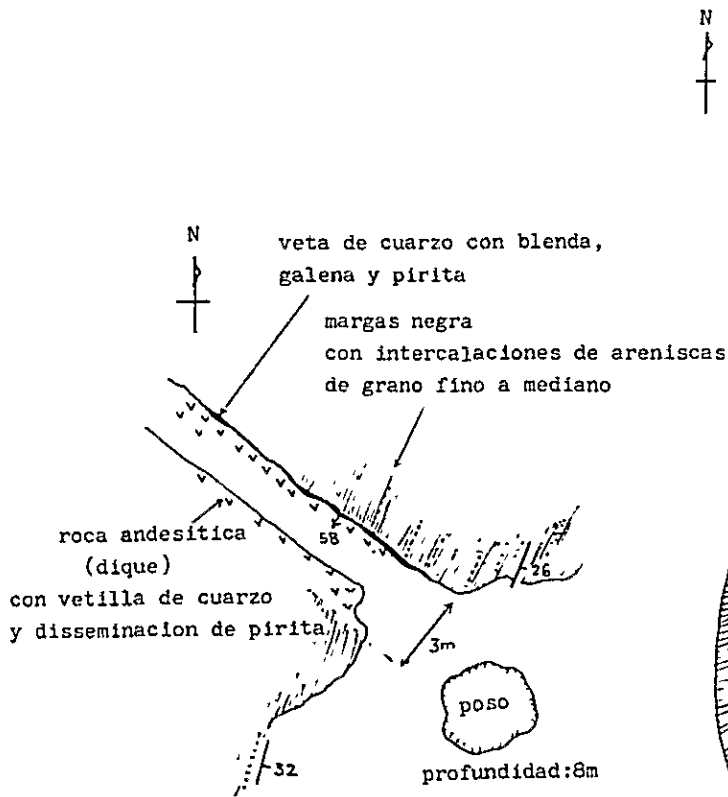 N
N
veta de cuarzo con blenda,
galena y pirita
margas negra
con intercalaciones de areniscas
de grano fino a mediano
58
roca andesitica
(dique)
con vetilla de cuarzo
y disseminacion de pirita
26
3m
poso
32
profundidad:8m